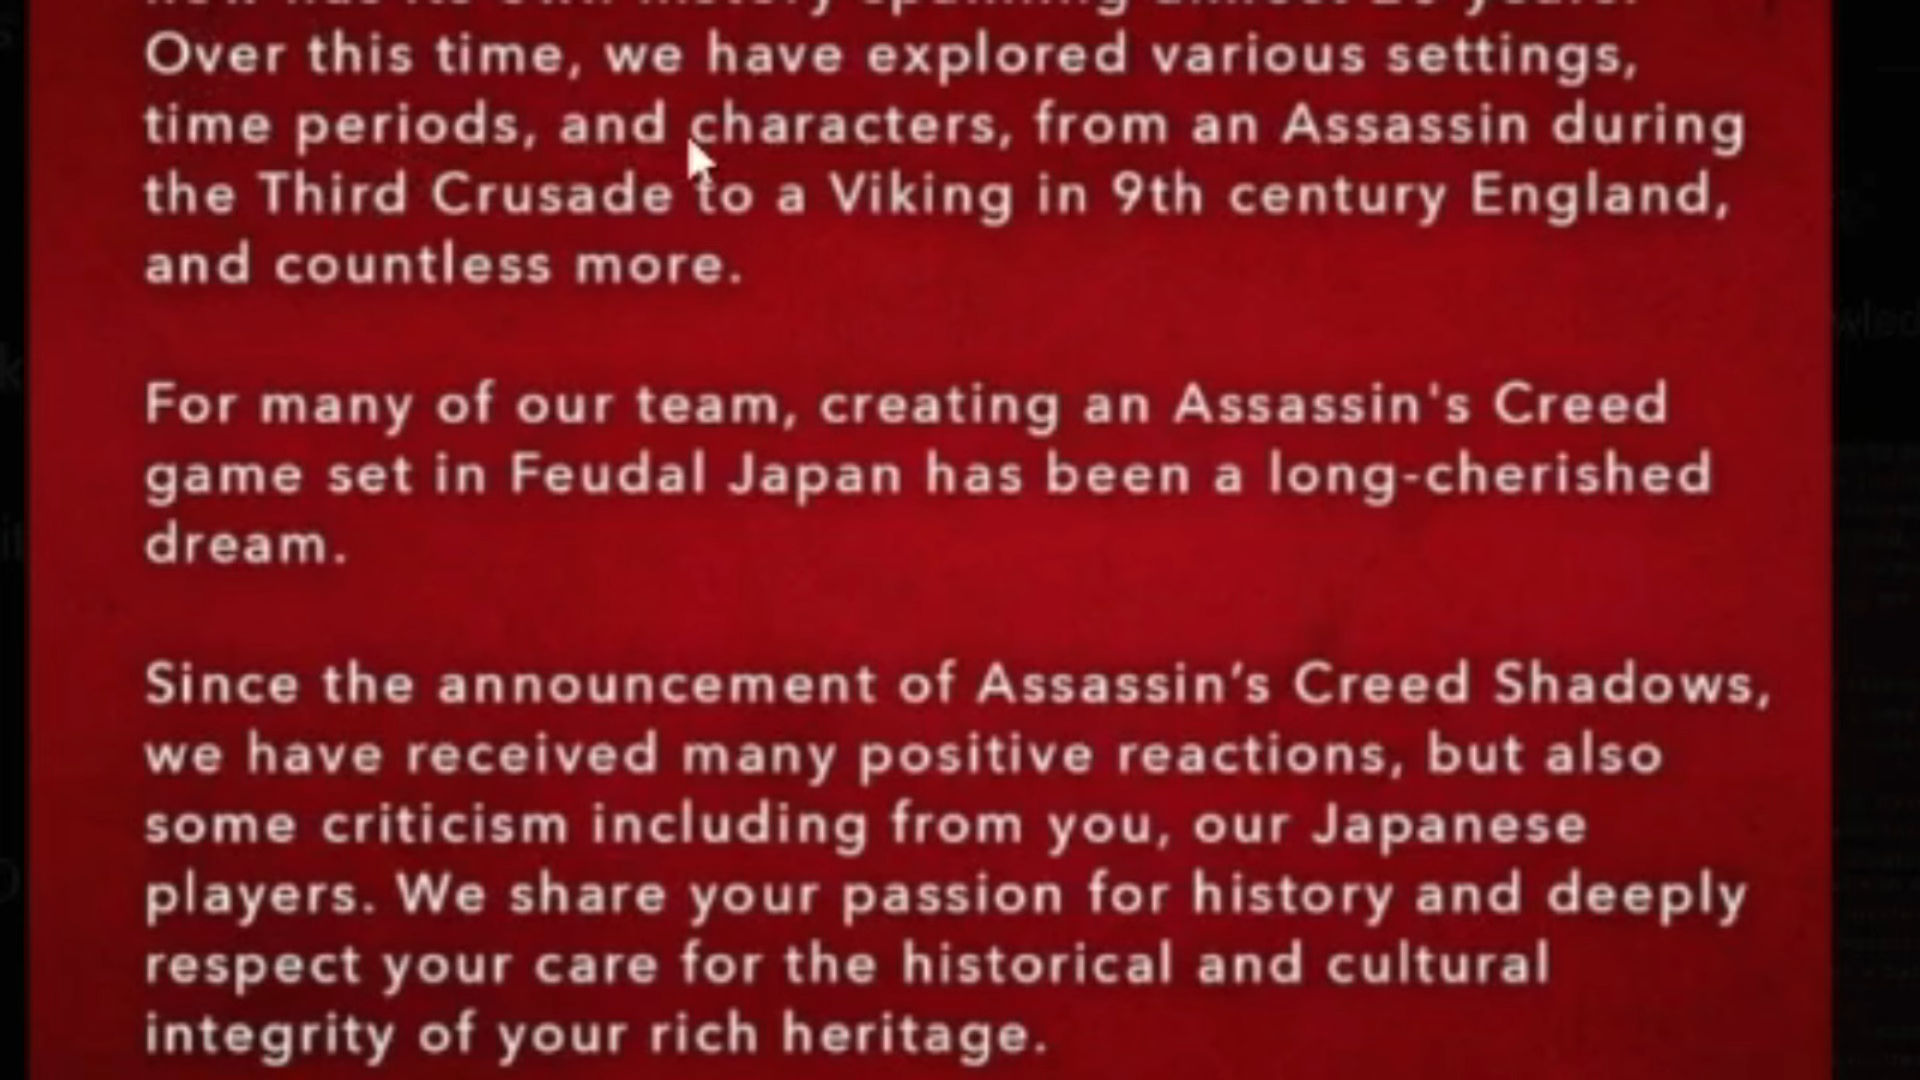 Over this time, we have explored various settings,
time periods, and characters, from an Assassin during
the Third Crusade to a Viking in 9th century England,
and countless more.
For many of our team, creating an Assassin's Creed
game set in Feudal Japan has been a long-cherished
dream.
Since the announcement of Assassin’s Creed Shadows,
we have received many positive reactions, but also
some criticism including from you, our Japanese
players. We share your passion for history and deeply
respect your care for the historical and cultural
integrity of your rich heritage.